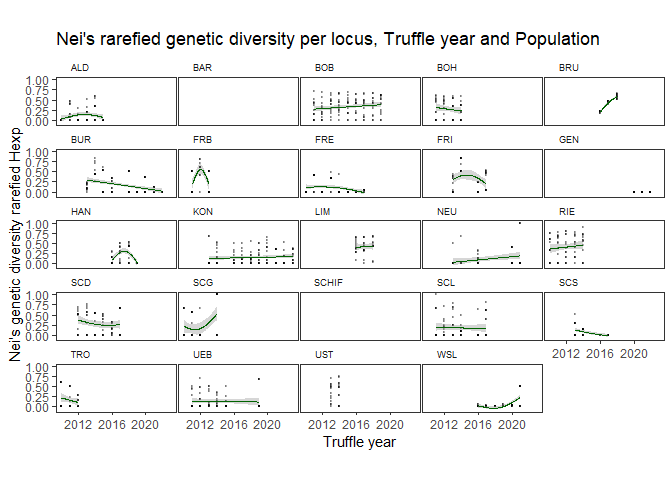 Nei's rarefied genetic diversity per locus, Truffle year and Population
ALD BAR BOB BOH BRU
1.00
0.75
0.50
0.25
0.00
BUR FRB FRE FRI GEN
1.00
0.75
0.50
0.25
0.00
HAN KON LIM NEU RIE
1.00
0.75
0.50
0.25
0.00
SCD SCG SCHIF SCL SCS
1.00
0.75
0.50
0.25
0.00
2012 2016 2020
TRO UEB UST WSL
1.00
0.75
0.50
0.25
0.00
2012 2016 2020 2012 2016 2020 2012 2016 2020 2012 2016 2020
Truffle year
Nei's genetic diversity rarefied Hexp